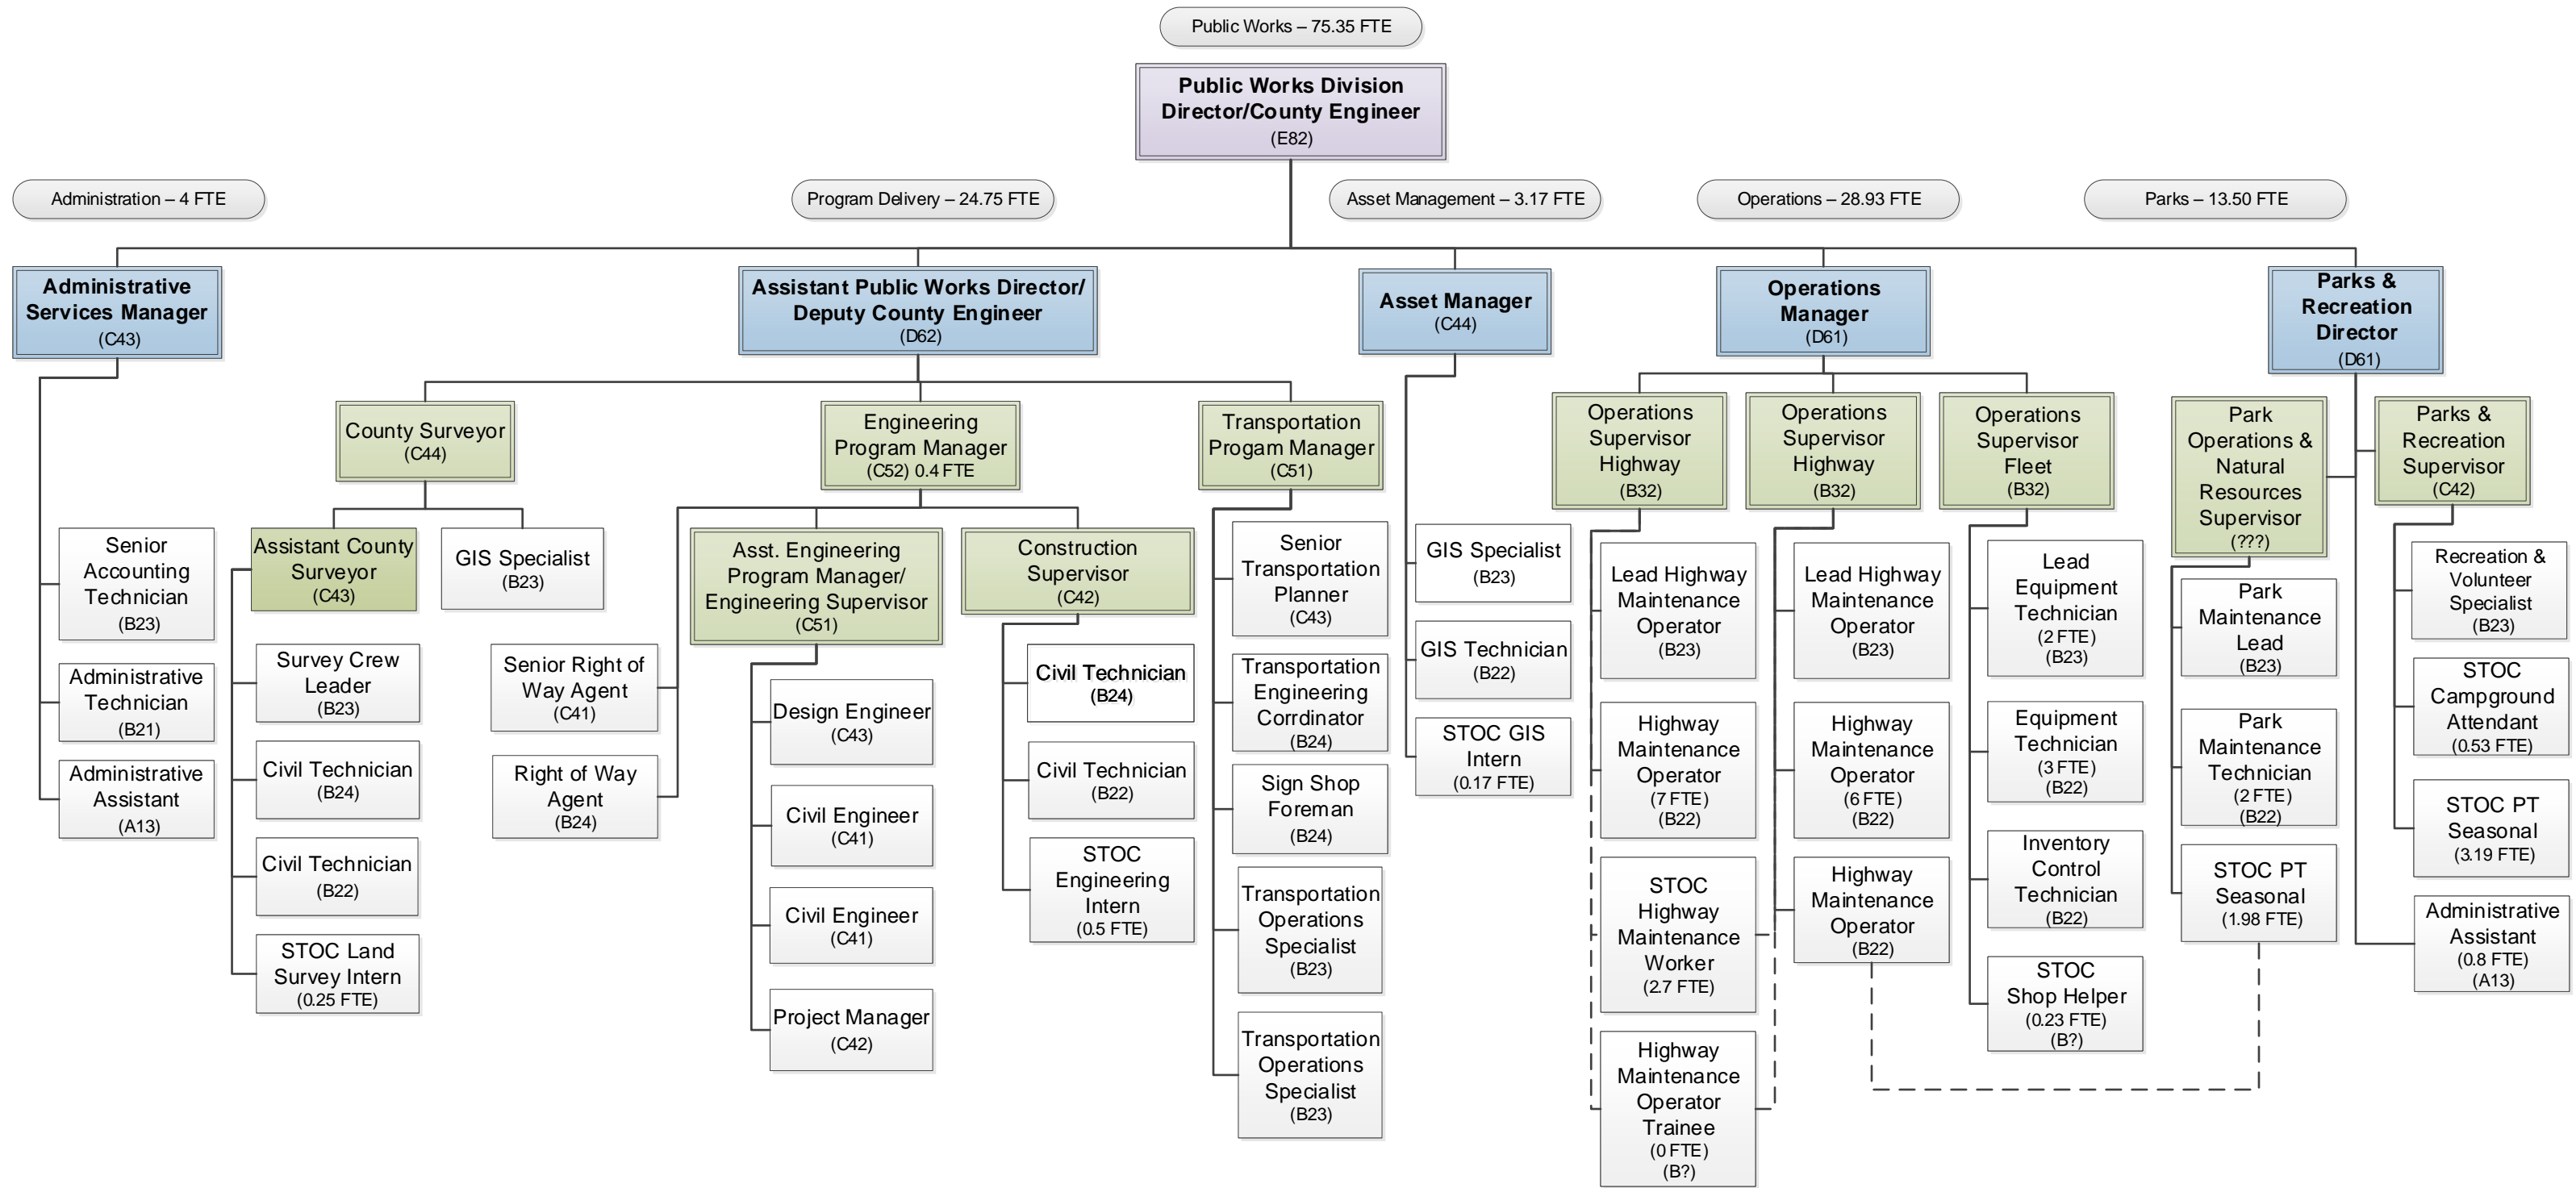 Public Works – 75.35 FTE
Public Works Division
Director/County Engineer
(E82)
Administration – 4 FTE
Program Delivery – 24.75 FTE
Asset Management – 3.17 FTE
Operations – 28.93 FTE
Parks – 13.50 FTE
Administrative
Services Manager
(C43)
Senior
Accounting
Technician
(B23)
Administrative
Technician
(B21)
Administrative
Assistant
(A13)
Assistant Public Works Director/
Deputy County Engineer
(D62)
County Surveyor
(C44)
Assistant County
Surveyor
(C43)
Survey Crew
Leader
(B23)
Civil Technician
(B24)
Civil Technician
(B22)
STOC Land
Survey Intern
(0.25 FTE)
GIS Specialist
(B23)
Engineering
Program Manager
(C52) 0.4 FTE
Senior Right of
Way Agent
(C41)
Right of Way
Agent
(B24)
Asst. Engineering
Program Manager/
Engineering Supervisor
(C51)
Design Engineer
(C43)
Civil Engineer
(C41)
Civil Engineer
(C41)
Project Manager
(C42)
Construction
Supervisor
(C42)
Civil Technician
(B24)
Civil Technician
(B22)
STOC
Engineering
Intern
(0.5 FTE)
Transportation
Progam Manager
(C51)
Senior
Transportation
Planner
(C43)
Transportation
Engineering
Corrdinator
(B24)
Sign Shop
Foreman
(B24)
Transportation
Operations
Specialist
(B23)
Transportation
Operations
Specialist
(B23)
Asset Manager
(C44)
GIS Specialist
(B23)
GIS Technician
(B22)
STOC GIS
Intern
(0.17 FTE)
Operations
Manager
(D61)
Operations
Supervisor
Highway
(B32)
Lead Highway
Maintenance
Operator
(B23)
Highway
Maintenance
Operator
(7 FTE)
(B22)
STOC
Highway
Maintenance
Worker
(2.7 FTE)
Highway
Maintenance
Operator
Trainee
(0 FTE)
(B?)
Operations
Supervisor
Highway
(B32)
Lead Highway
Maintenance
Operator
(B23)
Highway
Maintenance
Operator
(6 FTE)
(B22)
Highway
Maintenance
Operator
(B22)
Operations
Supervisor
Fleet
(B32)
Lead
Equipment
Technician
(2 FTE)
(B23)
Equipment
Technician
(3 FTE)
(B22)
Inventory
Control
Technician
(B22)
STOC
Shop Helper
(0.23 FTE)
(B?)
Parks &
Recreation
Director
(D61)
Park
Operations &
Natural
Resources
Supervisor
(???)
Park
Maintenance
Lead
(B23)
Park
Maintenance
Technician
(2 FTE)
(B22)
STOC PT
Seasonal
(1.98 FTE)
Parks &
Recreation
Supervisor
(C42)
Recreation &
Volunteer
Specialist
(B23)
STOC
Campground
Attendant
(0.53 FTE)
STOC PT
Seasonal
(3.19 FTE)
Administrative
Assistant
(0.8 FTE)
(A13)